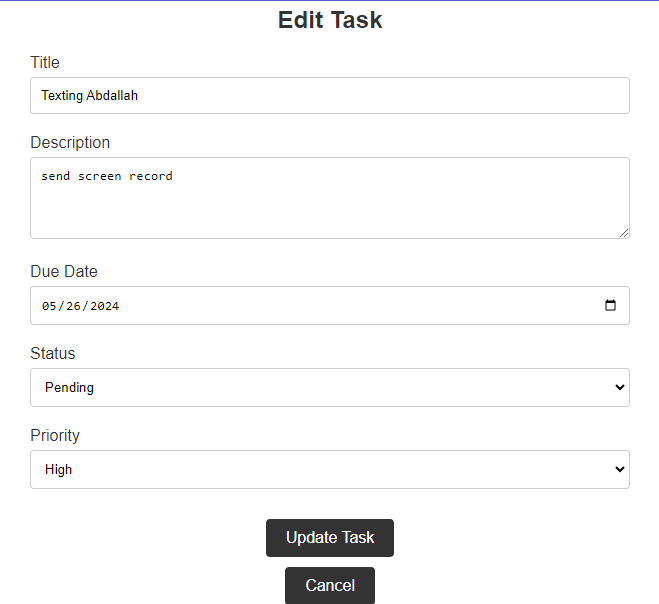 Edit Task
Title
Texting Abdallah
Description
send screen record
Due Date
05/26/2024
Status
Pending
Priority
High
Update Task
Cancel